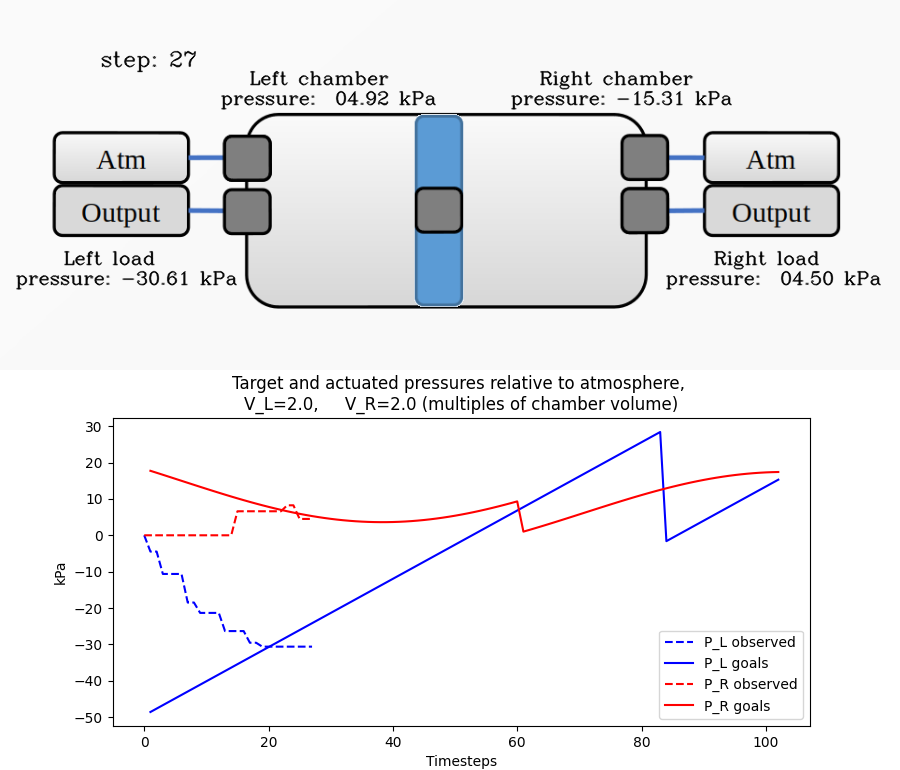 step: 27
Left chamber
pressure:  04.92 kPa
Right chamber
pressure: −15.31 kPa
Atm
Output
Atm
Output
Left load
pressure: −30.61 kPa
Right load
pressure:  04.50 kPa
Target and actuated pressures relative to atmosphere,
V_L=2.0,     V_R=2.0 (multiples of chamber volume)
30
20
10
0
−10
−20
−30
−40
−50
kPa
P_L observed
P_L goals
P_R observed
P_R goals
0 20 40 60 80 100
Timesteps